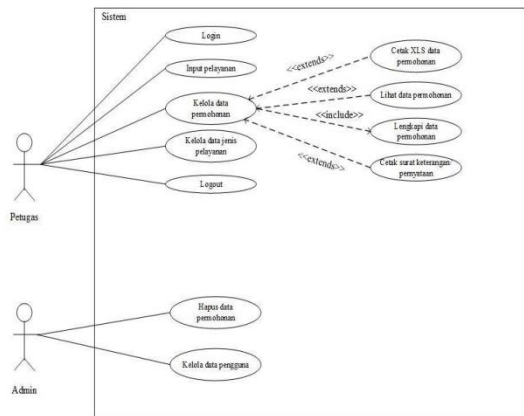 Sistem
Login
Input pelayanan
Kelola data
permohonan
Kelola data jenis
pelayanan
Logout
Petugas
<<extends>>
<<extends>>
<<include>>
<<extends>>
Cetak XLS data
permohonan
Lihat data permohonan
Lengkapi data
permohonan
Cetak surat keterangan/
pernyataan
Hapus data
permohonan
Kelola data pengguna
Admin